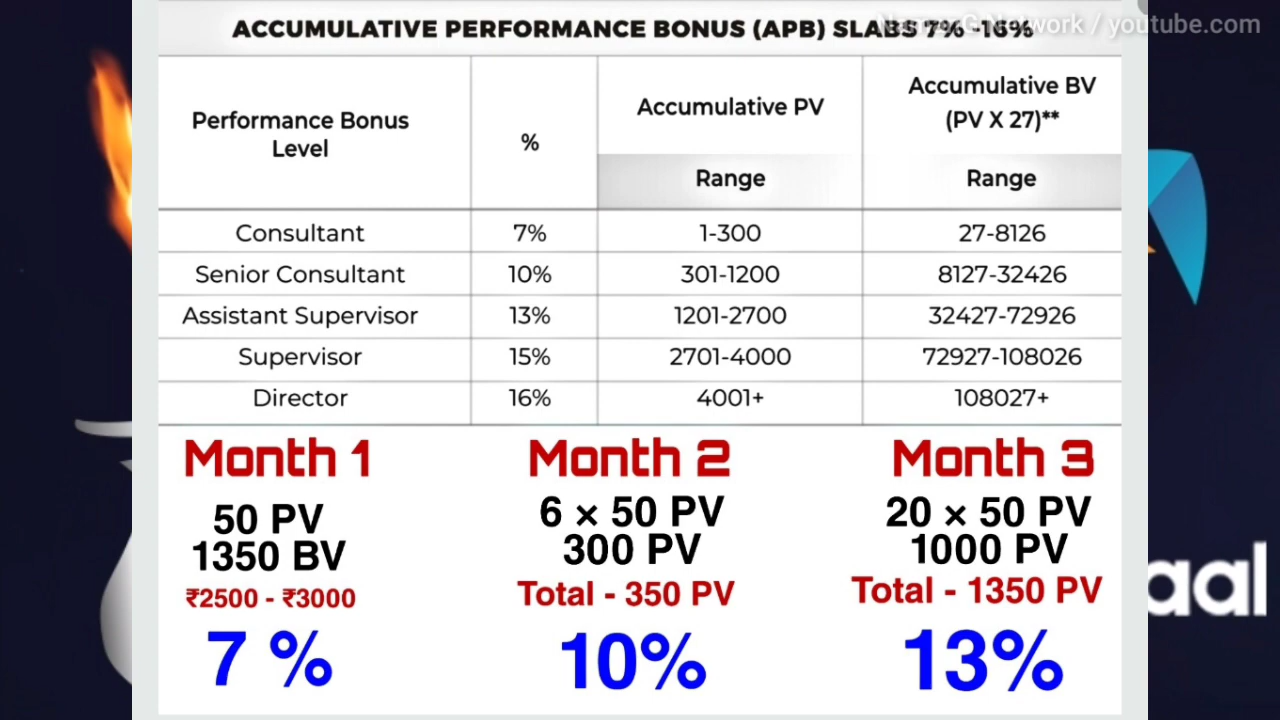 ACCUMULATIVE PERFORMANCE BONUS (APB) SLABS 7% -16%
Network / youtube.com
Performance Bonus
Level
%
Accumulative PV
Accumulative BV
(PV X 27)**
Range
Range
Consultant 7% 1-300 27-8126
Senior Consultant 10% 301-1200 8127-32426
Assistant Supervisor 13% 1201-2700 32427-72926
Supervisor 15% 2701-4000 72927-108026
Director 16% 4001+ 108027+
Month 1 Month 2 Month 3
50 PV 6 × 50 PV 20 × 50 PV
1350 BV 300 PV 1000 PV
₹2500 - ₹3000 Total - 350 PV Total - 1350 PV
7 % 10% 13%
aal